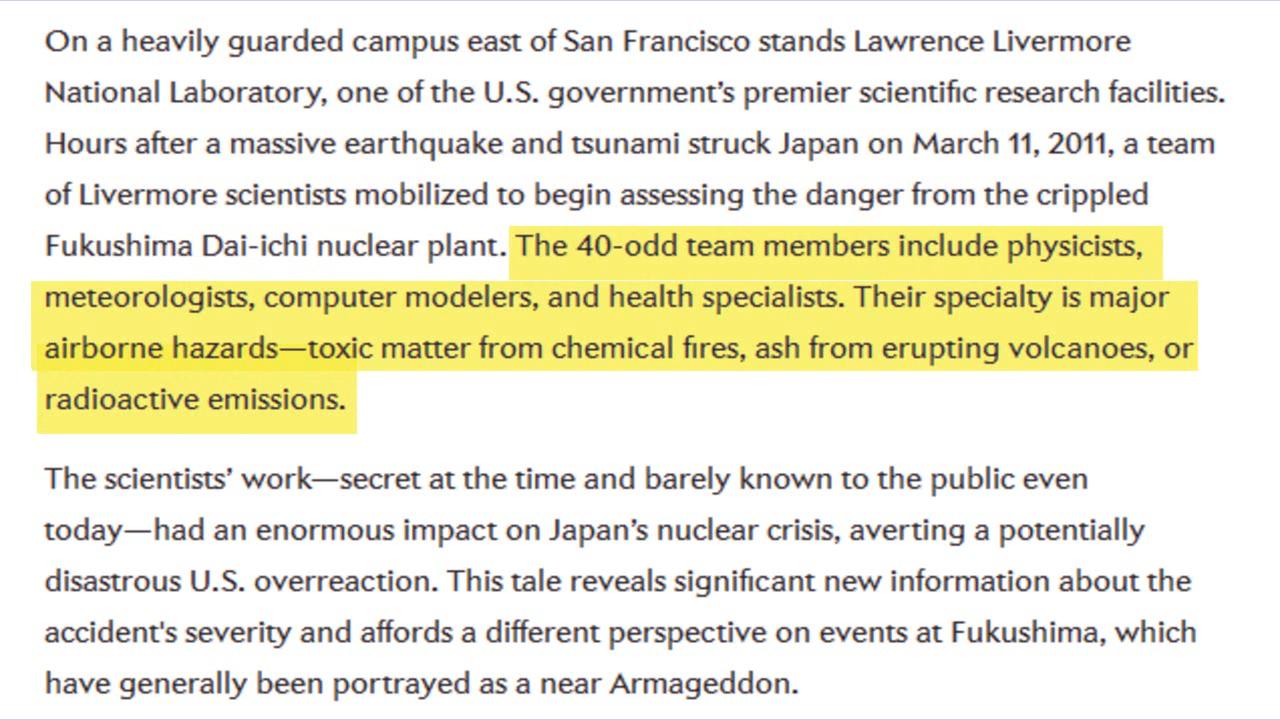 On a heavily guarded campus east of San Francisco stands Lawrence Livermore
National Laboratory, one of the U.S. government’s premier scientific research facilities.
Hours after a massive earthquake and tsunami struck Japan on March 11, 2011, a team
of Livermore scientists mobilized to begin assessing the danger from the crippled
Fukushima Dai-ichi nuclear plant. The 40-odd team members include physicists,
meteorologists, computer modelers, and health specialists. Their specialty is major
airborne hazards—toxic matter from chemical fires, ash from erupting volcanoes, or
radioactive emissions.
The scientists’ work—secret at the time and barely known to the public even
today—had an enormous impact on Japan’s nuclear crisis, averting a potentially
disastrous U.S. overreaction. This tale reveals significant new information about the
accident's severity and affords a different perspective on events at Fukushima, which
have generally been portrayed as a near Armageddon.